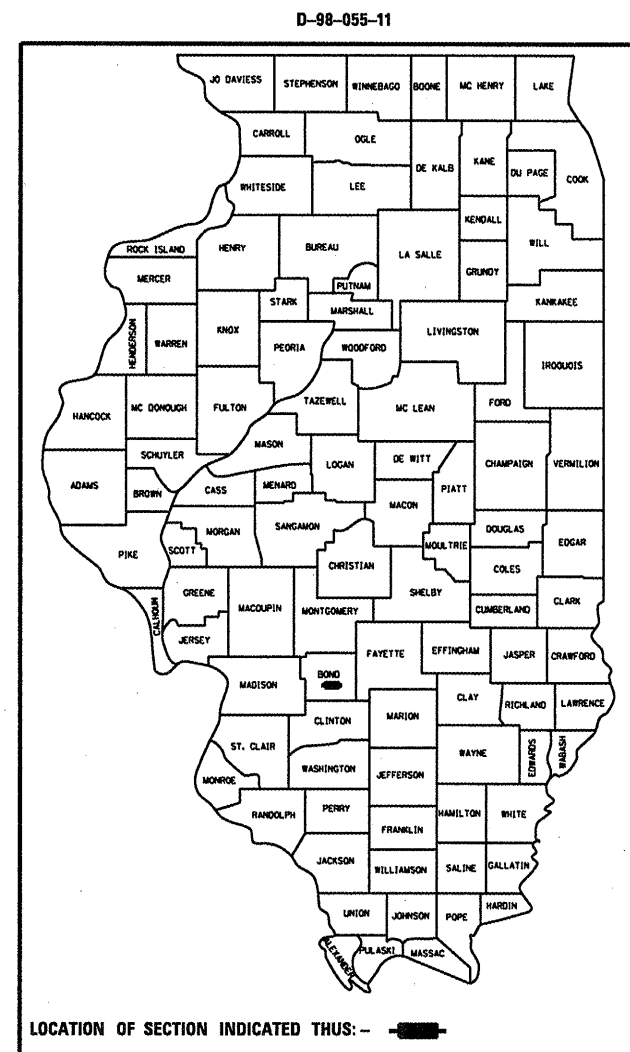 D-98-055-11
JO DAVIESS
STEPHENSON
WINNEBAGO
BOONE
MC HENRY
LAKE
CARROLL
OGLE
DE KALB
KANE
DU PAGE
COOK
WHITESIDE
LEE
KENDALL
WILL
ROCK ISLAND
HENRY
BUREAU
LA SALLE
GRUNDY
MERCER
PUTNAM
STARK
MARSHALL
KANKAKEE
HENDERSON
WARREN
KNOX
PEORIA
WOODFORD
LIVINGSTON
IROQUOIS
HANCOCK
MC DONOUGH
FULTON
TAZEWELL
MC LEAN
FORD
SCHUYLER
MASON
LOGAN
DE WITT
CHAMPAIGN
VERMILION
ADAMS
BROWN
CASS
MENARD
MACON
PIATT
PIKE
SCOTT
MORGAN
SANGAMON
CHRISTIAN
MOULTRIE
DOUGLAS
EDGAR
COLES
CALHOUN
GREENE
MACOUPIN
MONTGOMERY
SHELBY
CUMBERLAND
CLARK
JERSEY
FAYETTE
EFFINGHAM
JASPER
CRAWFORD
MADISON
BOND
CLAY
RICHLAND
LAWRENCE
CLINTON
MARION
ST. CLAIR
WAYNE
EDWARDS
WABASH
MONROE
WASHINGTON
JEFFERSON
RANDOLPH
PERRY
HAMILTON
WHITE
FRANKLIN
JACKSON
WILLIAMSON
SALINE
GALLATIN
UNION
JOHNSON
POPE
HARDIN
ALEXANDER
PULASKI
MASSAC
LOCATION OF SECTION INDICATED THUS: -